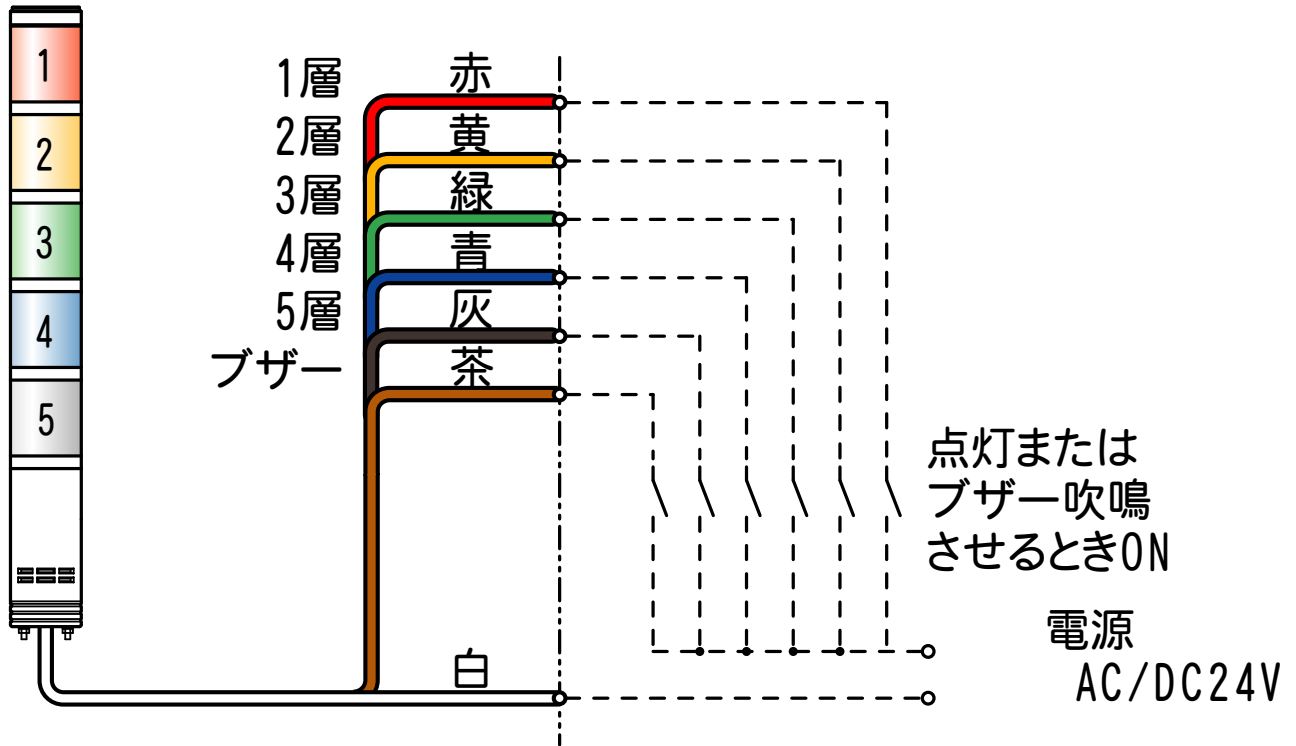 1
2
3
4
5
1層 赤
2層 黄
3層 緑
4層 青
5層 灰
ブザー 茶
白
点灯または
ブザー吹鳴
させるときON
電源
AC/DC24V